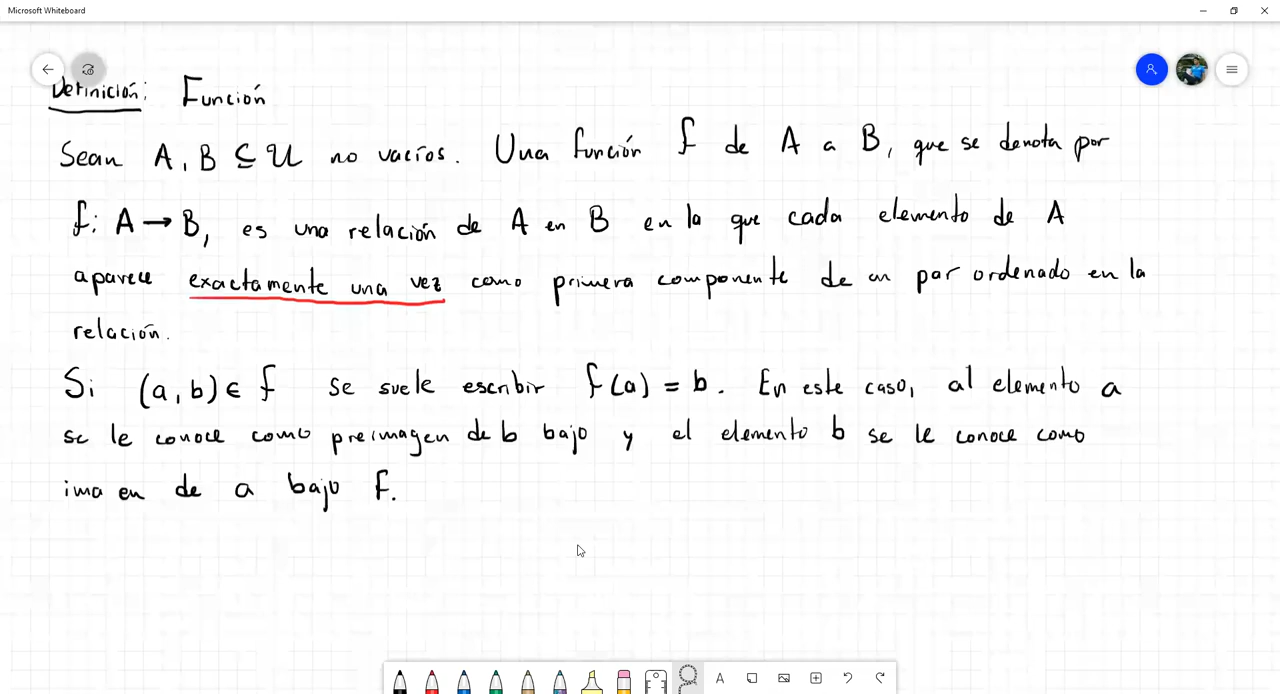 Microsoft Whiteboard
Definición: Función
Sean A, B ⊆ U no vacíos. Una función f de A a B, que se denota por
f: A → B, es una relación de A en B en la que cada elemento de A
aparece exactamente una vez como primera componente de un par ordenado en la
relación.
Si (a, b) ∈ f se suele escribir f(a) = b. En este caso, al elemento a
se le conoce como preimagen de b bajo y el elemento b se le conoce como
ima en de a bajo f.
A